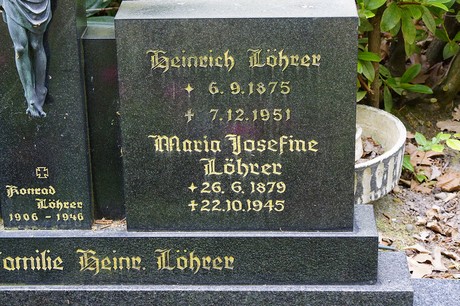 Heinrich Löhrer
✦ 6.9.1875
✝ 7.12.1951
Maria Josefine
Löhrer
✦ 26.6.1879
✝ 22.10.1945
Konrad
Löhrer
1906 - 1946
Familie Heinr. Löhrer